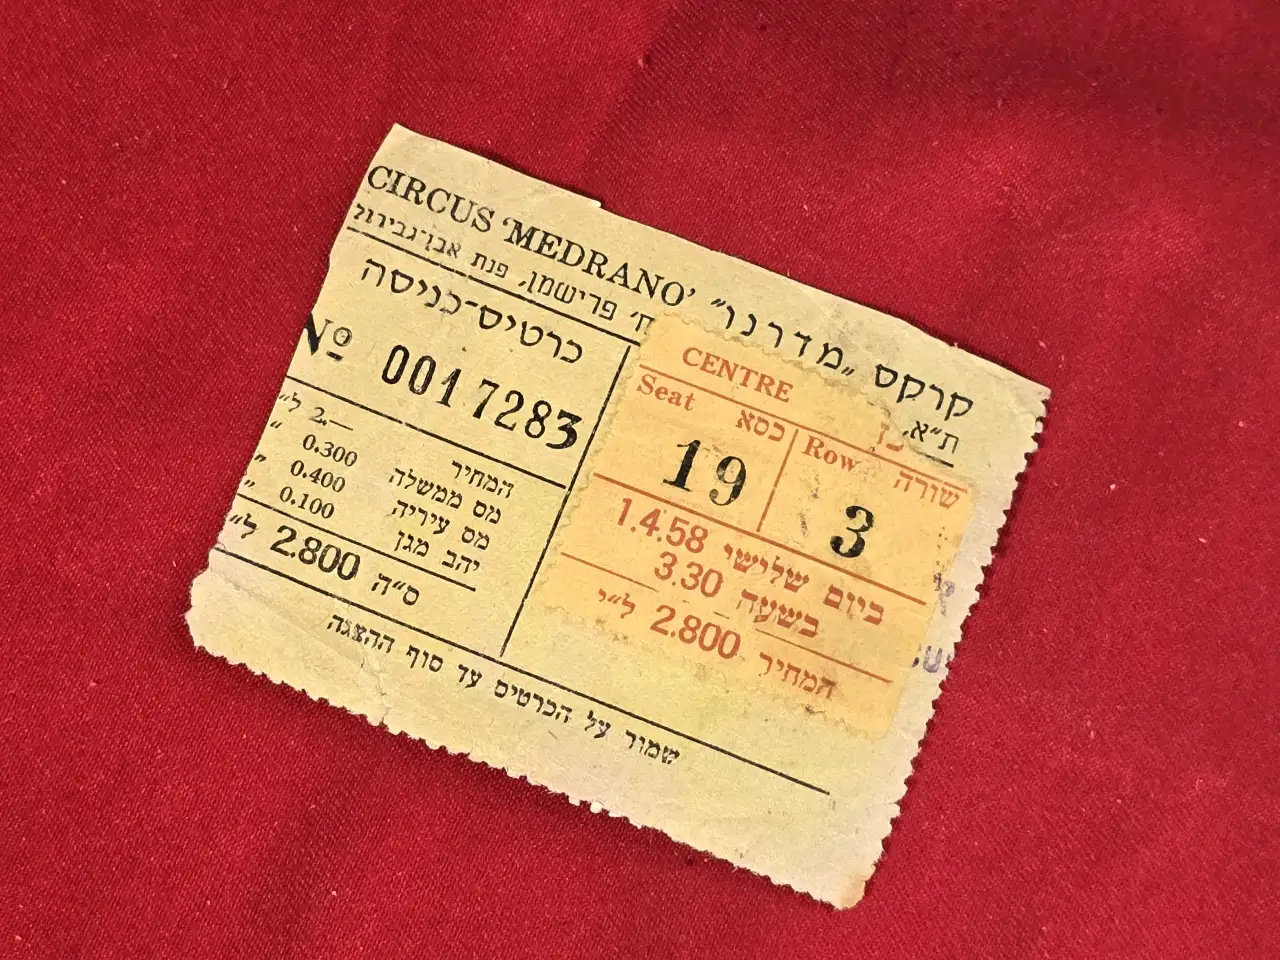 CIRCUS 'MEDRANO' קרקס „מדרנו"
ת"א, ח' פרישמן, פנת אבן־גבירול
כרטיס־כניסה
No 0017283
המחיר 2.— ל"
מס ממשלה 0.300 "
מס עיריה 0.400 "
יהב מגן 0.100 "
ס"ה 2.800 ל"
CENTRE
Seat כסא
19
Row שורה
3
ביום שלישי 1.4.58
בשעה 3.30
המחיר 2.800 ל"י
שמור על הכרטיס עד סוף ההצגה